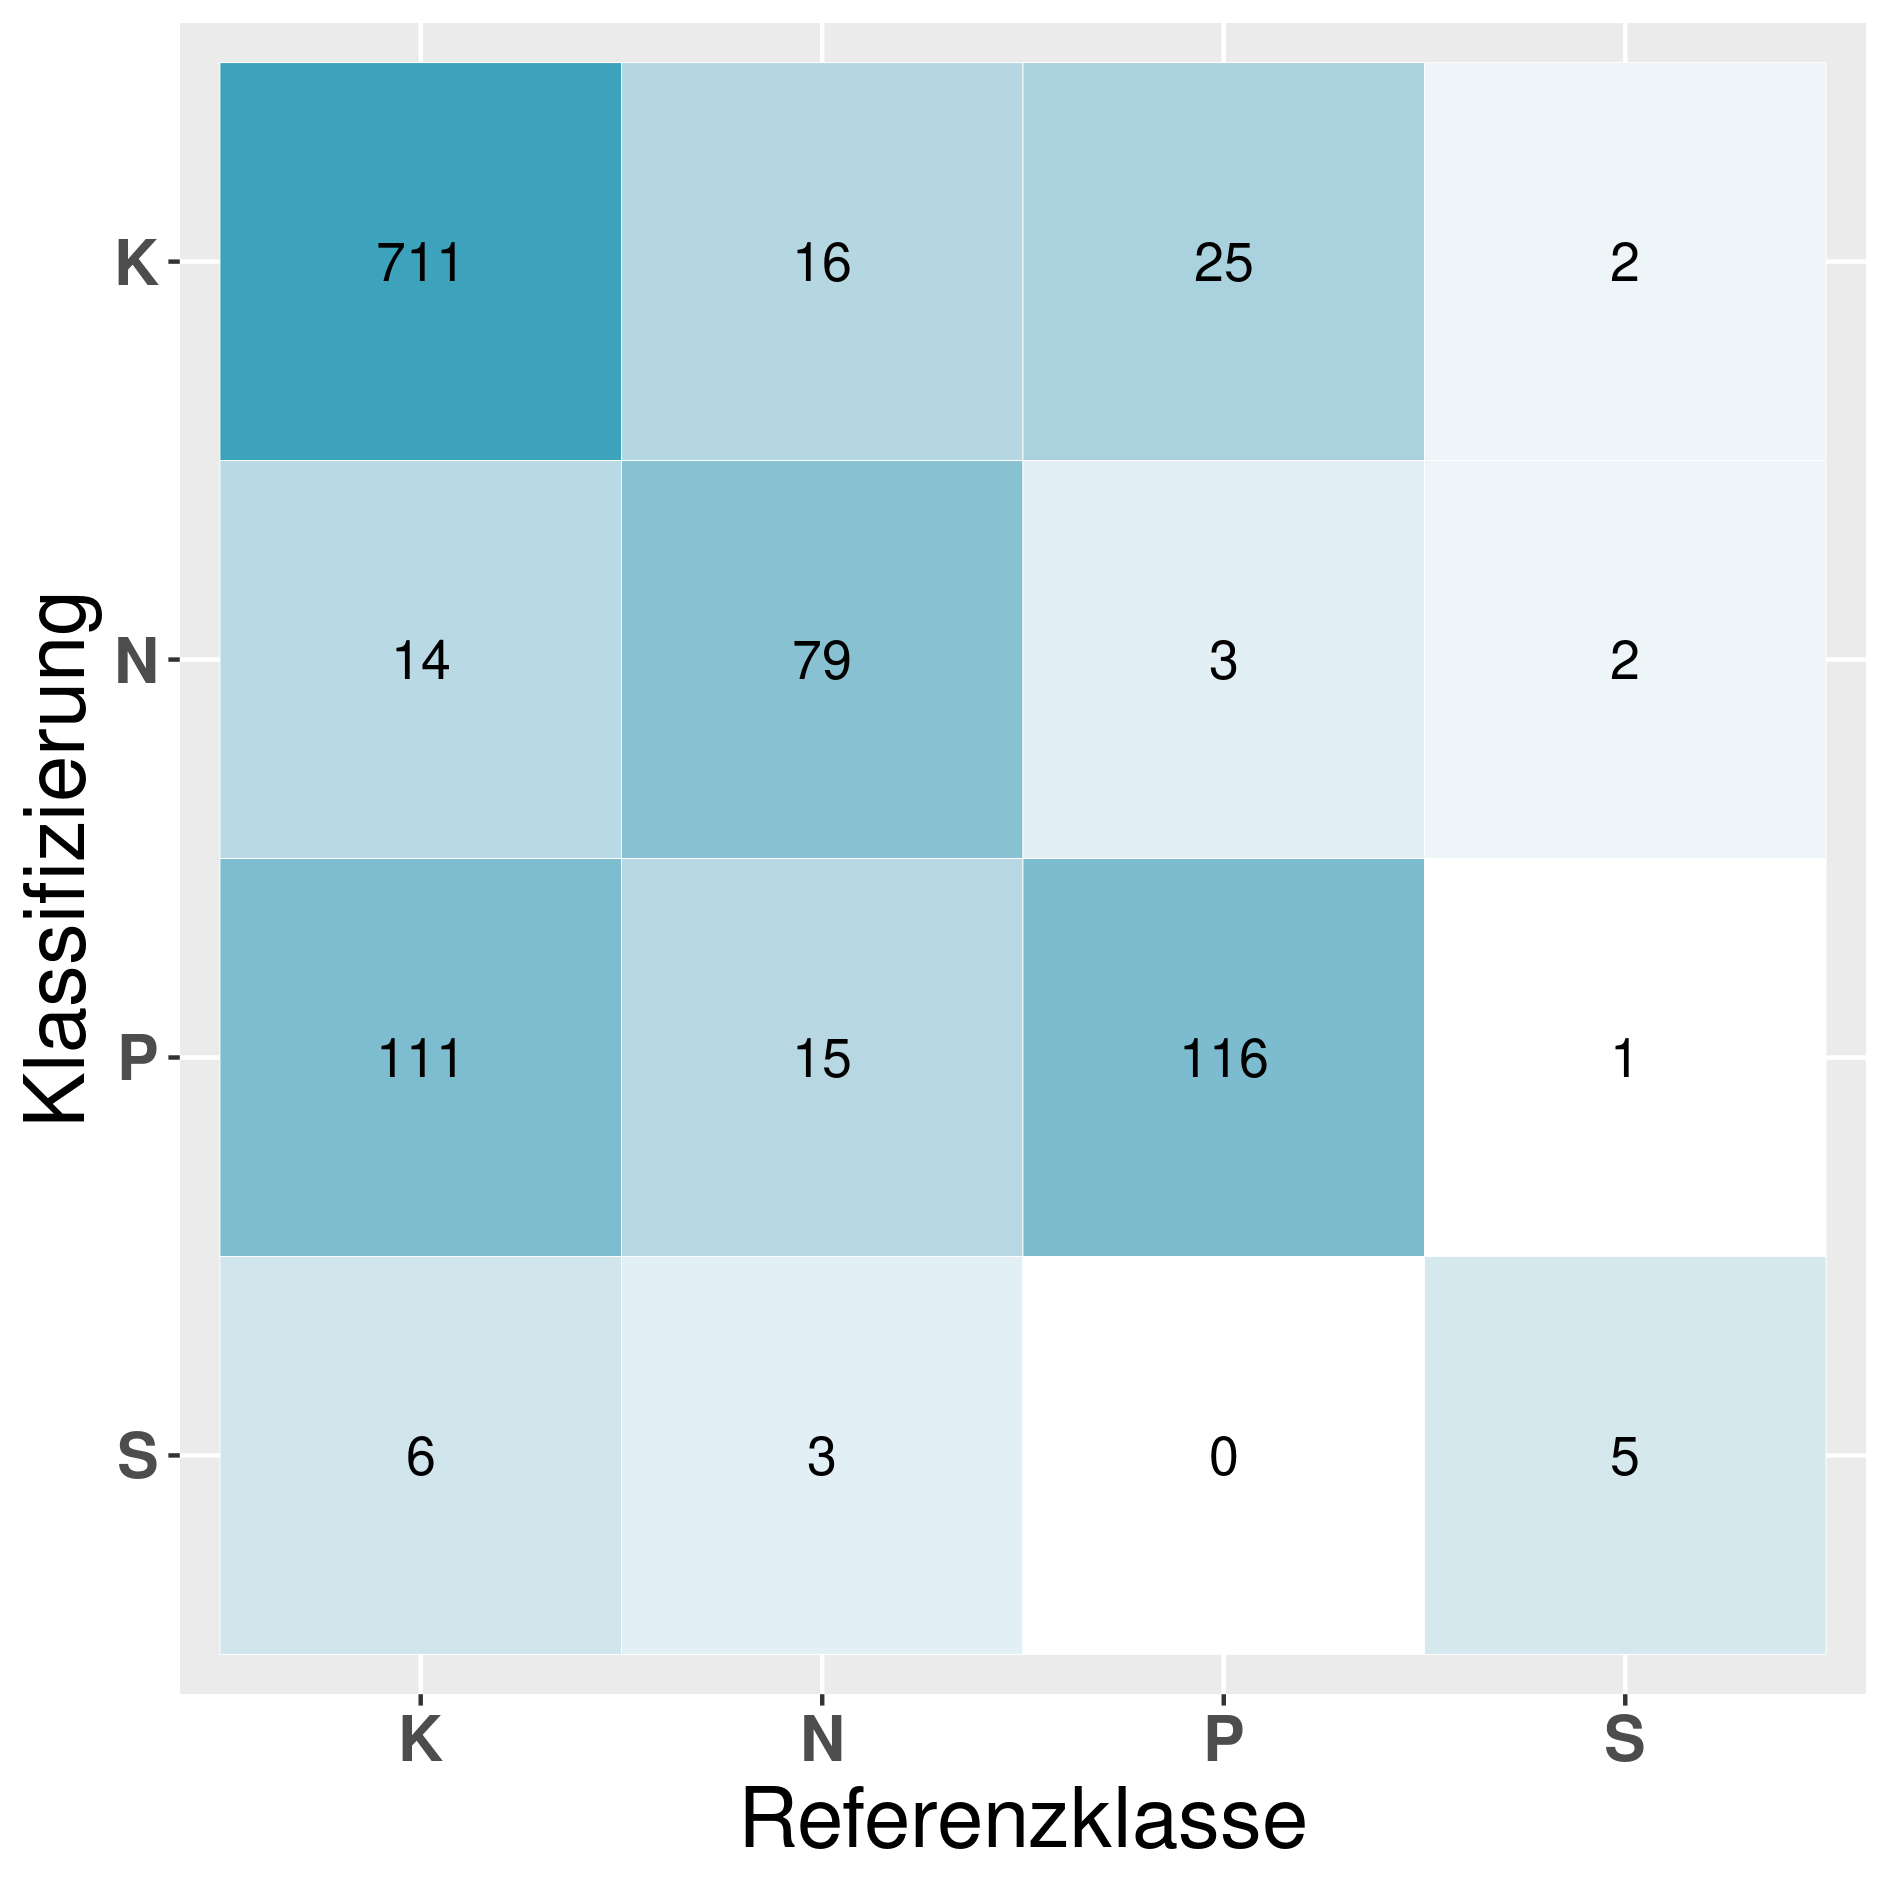 Klassifizierung
K 711 16 25 2
N 14 79 3 2
P 111 15 116 1
S 6 3 0 5
K N P S
Referenzklasse